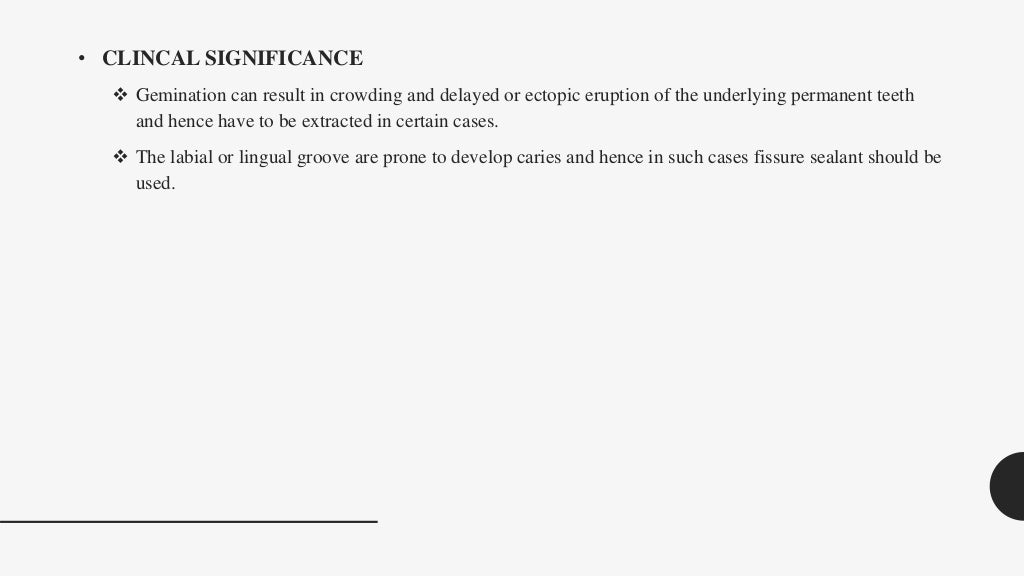 • CLINCAL SIGNIFICANCE
❖ Gemination can result in crowding and delayed or ectopic eruption of the underlying permanent teeth
and hence have to be extracted in certain cases.
❖ The labial or lingual groove are prone to develop caries and hence in such cases fissure sealant should be
used.